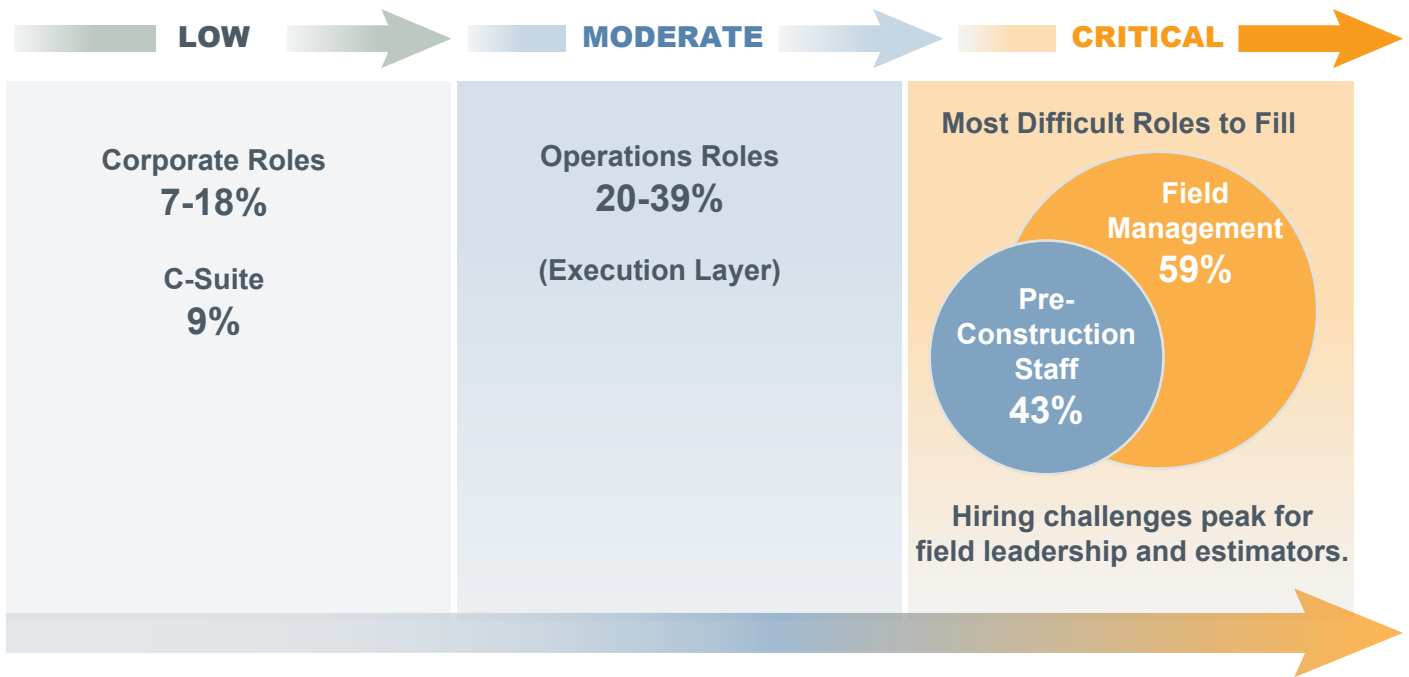 LOW
MODERATE
CRITICAL
Corporate Roles
7-18%
C-Suite
9%
Operations Roles
20-39%
(Execution Layer)
Most Difficult Roles to Fill
Field
Management
59%
Pre-
Construction
Staff
43%
Hiring challenges peak for
field leadership and estimators.